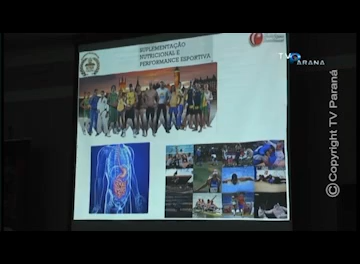 SUPLEMENTAÇÃO
NUTRICIONAL E
PERFORMANCE ESPORTIVA
TV PARANÁ
© Copyright TV Paraná